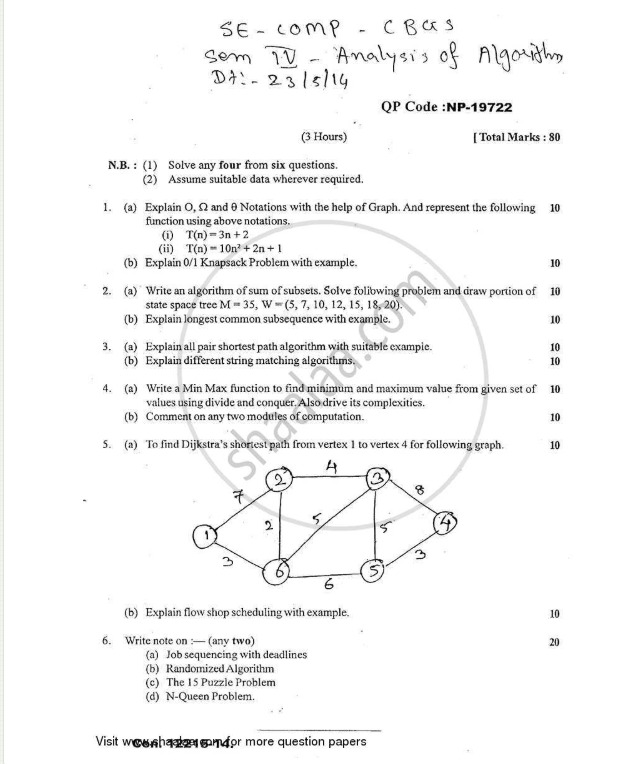 SE - COMP - CBGS
Sem IV - Analysis of Algorithm
Dt:- 23/5/14
QP Code :NP-19722
(3 Hours) [ Total Marks : 80
N.B. : (1) Solve any four from six questions.
(2) Assume suitable data wherever required.
1. (a) Explain O, Ω and θ Notations with the help of Graph. And represent the following 10
function using above notations.
(i) T(n) = 3n + 2
(ii) T(n) = 10n² + 2n + 1
(b) Explain 0/1 Knapsack Problem with example. 10
2. (a) Write an algorithm of sum of subsets. Solve following problem and draw portion of 10
state space tree M = 35, W = (5, 7, 10, 12, 15, 18, 20).
(b) Explain longest common subsequence with example. 10
3. (a) Explain all pair shortest path algorithm with suitable example. 10
(b) Explain different string matching algorithms. 10
4. (a) Write a Min Max function to find minimum and maximum value from given set of 10
values using divide and conquer. Also drive its complexities.
(b) Comment on any two modules of computation. 10
5. (a) To find Dijkstra's shortest path from vertex 1 to vertex 4 for following graph. 10
2 4 3
7 8
1 2 5 5 4
3 3
6 6 5
(b) Explain flow shop scheduling with example. 10
6. Write note on :— (any two) 20
(a) Job sequencing with deadlines
(b) Randomized Algorithm
(c) The 15 Puzzle Problem
(d) N-Queen Problem.
shaalaa.com
Visit for more question papers